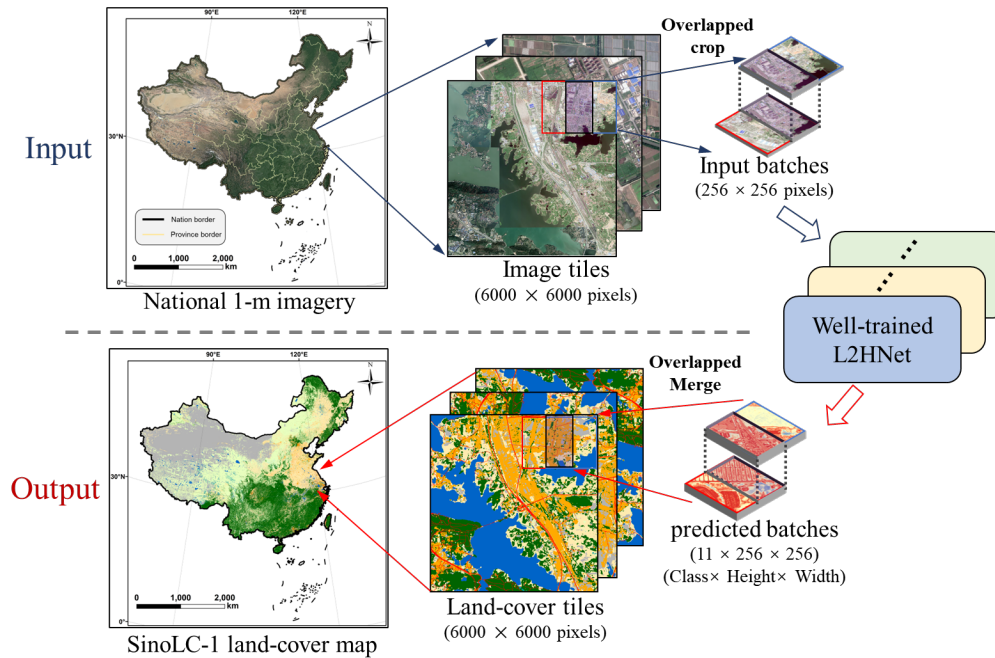 90°E 120°E
Overlapped
crop
30°N
Input
Nation border
Province border
0 1,000 2,000
km
0°
National 1-m imagery
Image tiles
(6000 × 6000 pixels)
Input batches
(256 × 256 pixels)
Well-trained
L2HNet
90°E 120°E
Overlapped
Merge
30°N
Output
0 1,000 2,000
km
0°
SinoLC-1 land-cover map
Land-cover tiles
(6000 × 6000 pixels)
predicted batches
(11 × 256 × 256)
(Class× Height× Width)